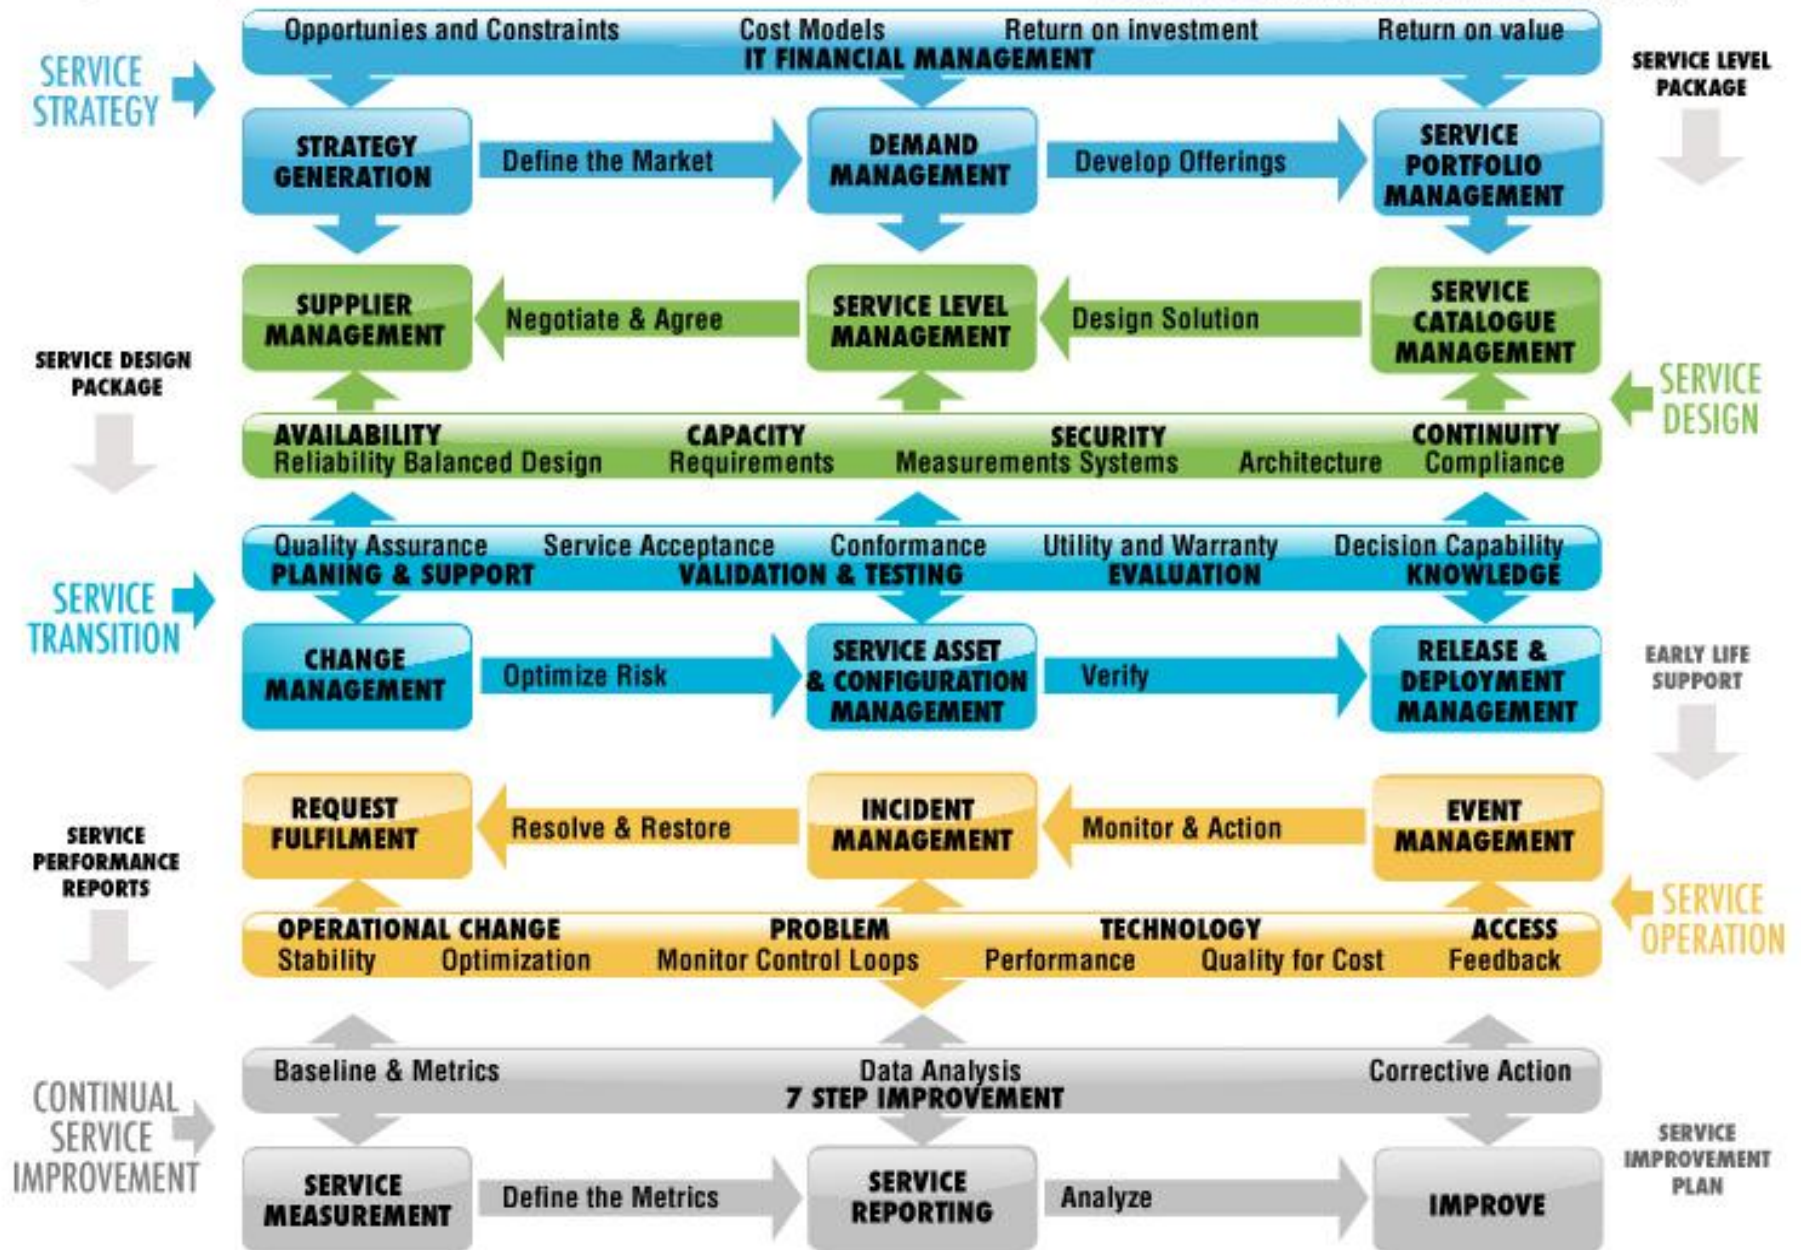 Opportunies and Constraints Cost Models Return on investment Return on value
IT FINANCIAL MANAGEMENT
SERVICE
STRATEGY
SERVICE LEVEL
PACKAGE
STRATEGY
GENERATION
Define the Market
DEMAND
MANAGEMENT
Develop Offerings
SERVICE
PORTFOLIO
MANAGEMENT
SUPPLIER
MANAGEMENT
Negotiate & Agree
SERVICE LEVEL
MANAGEMENT
Design Solution
SERVICE
CATALOGUE
MANAGEMENT
SERVICE DESIGN
PACKAGE
SERVICE
DESIGN
AVAILABILITY CAPACITY SECURITY CONTINUITY
Reliability Balanced Design Requirements Measurements Systems Architecture Compliance
Quality Assurance Service Acceptance Conformance Utility and Warranty Decision Capability
PLANING & SUPPORT VALIDATION & TESTING EVALUATION KNOWLEDGE
SERVICE
TRANSITION
CHANGE
MANAGEMENT
Optimize Risk
SERVICE ASSET
& CONFIGURATION
MANAGEMENT
Verify
RELEASE &
DEPLOYMENT
MANAGEMENT
EARLY LIFE
SUPPORT
REQUEST
FULFILMENT
Resolve & Restore
INCIDENT
MANAGEMENT
Monitor & Action
EVENT
MANAGEMENT
SERVICE
PERFORMANCE
REPORTS
SERVICE
OPERATION
OPERATIONAL CHANGE PROBLEM TECHNOLOGY ACCESS
Stability Optimization Monitor Control Loops Performance Quality for Cost Feedback
Baseline & Metrics Data Analysis Corrective Action
7 STEP IMPROVEMENT
CONTINUAL
SERVICE
IMPROVEMENT
SERVICE
MEASUREMENT
Define the Metrics
SERVICE
REPORTING
Analyze
IMPROVE
SERVICE
IMPROVEMENT
PLAN